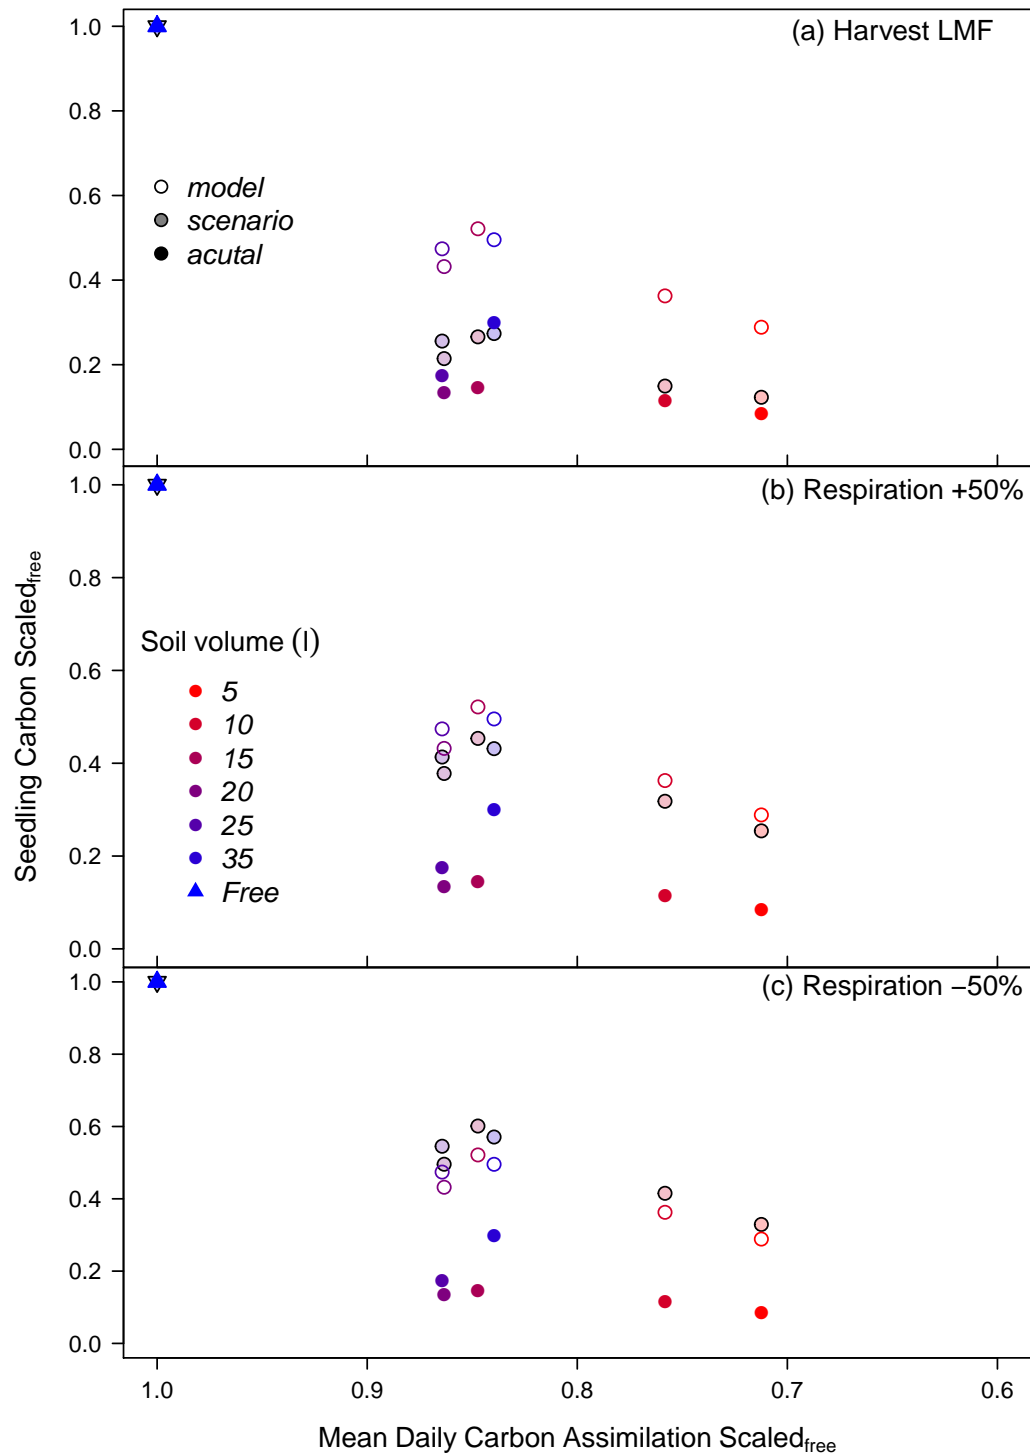 (a) Harvest LMF
1.0
0.8
0.6
0.4
0.2
0.0
model
scenario
acutal
(b) Respiration +50%
1.0
0.8
0.6
0.4
0.2
0.0
Soil volume (l)
5
10
15
20
25
35
Free
(c) Respiration −50%
1.0
0.8
0.6
0.4
0.2
0.0
Seedling Carbon Scaledfree
1.0 0.9 0.8 0.7 0.6
Mean Daily Carbon Assimilation Scaledfree